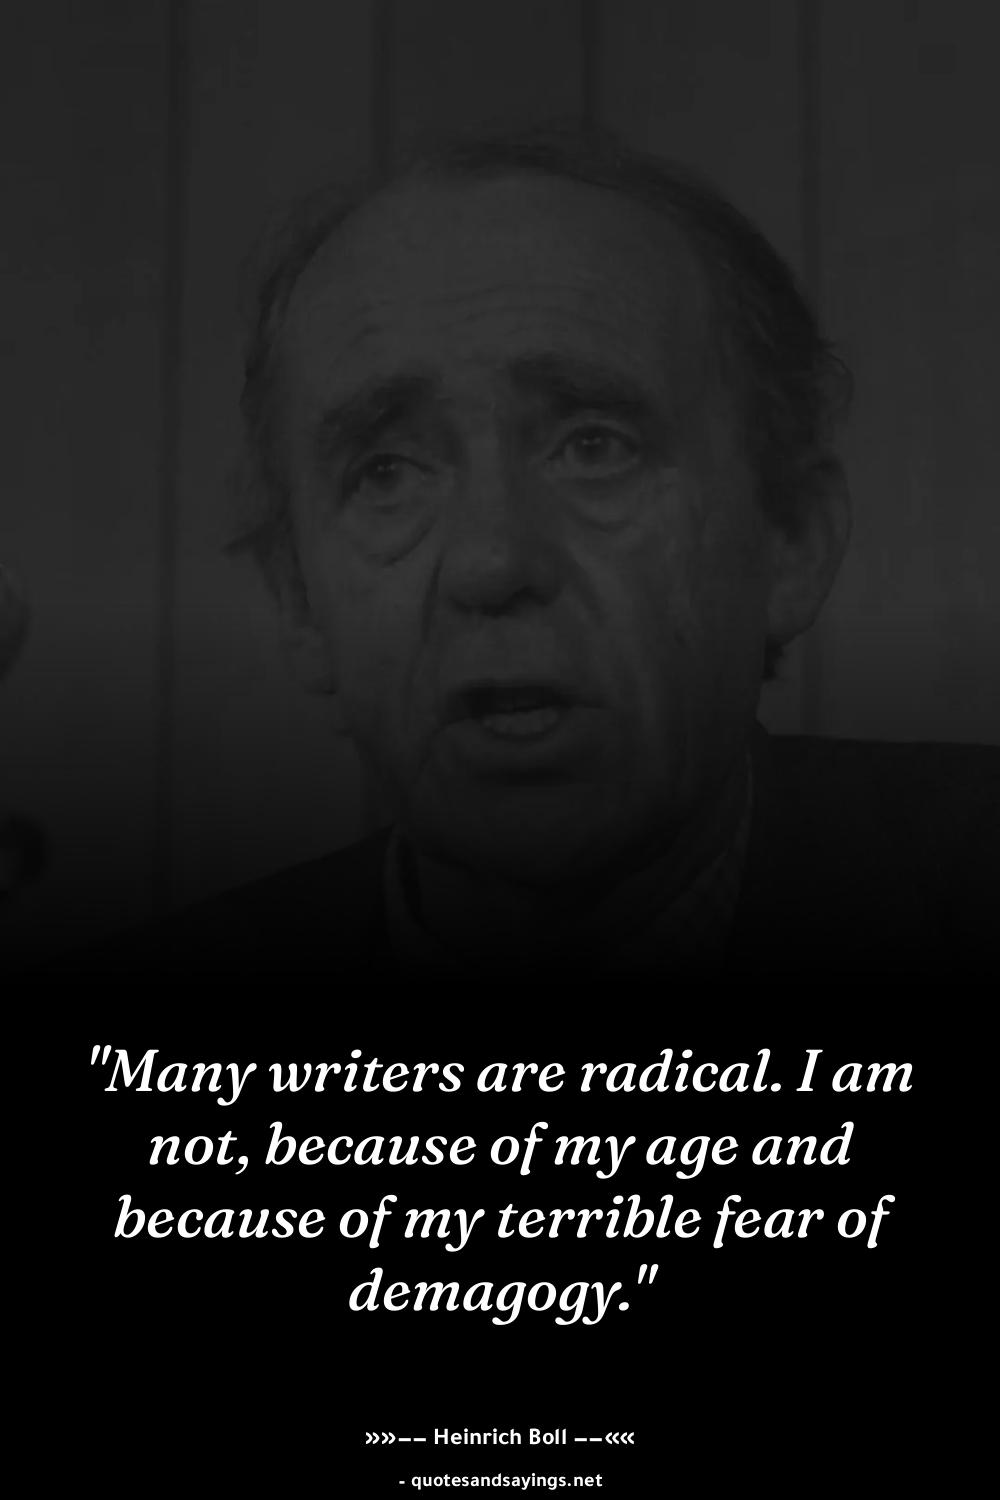 "Many writers are radical. I am
not, because of my age and
because of my terrible fear of
demagogy."
»»–– Heinrich Boll ––««
- quotesandsayings.net